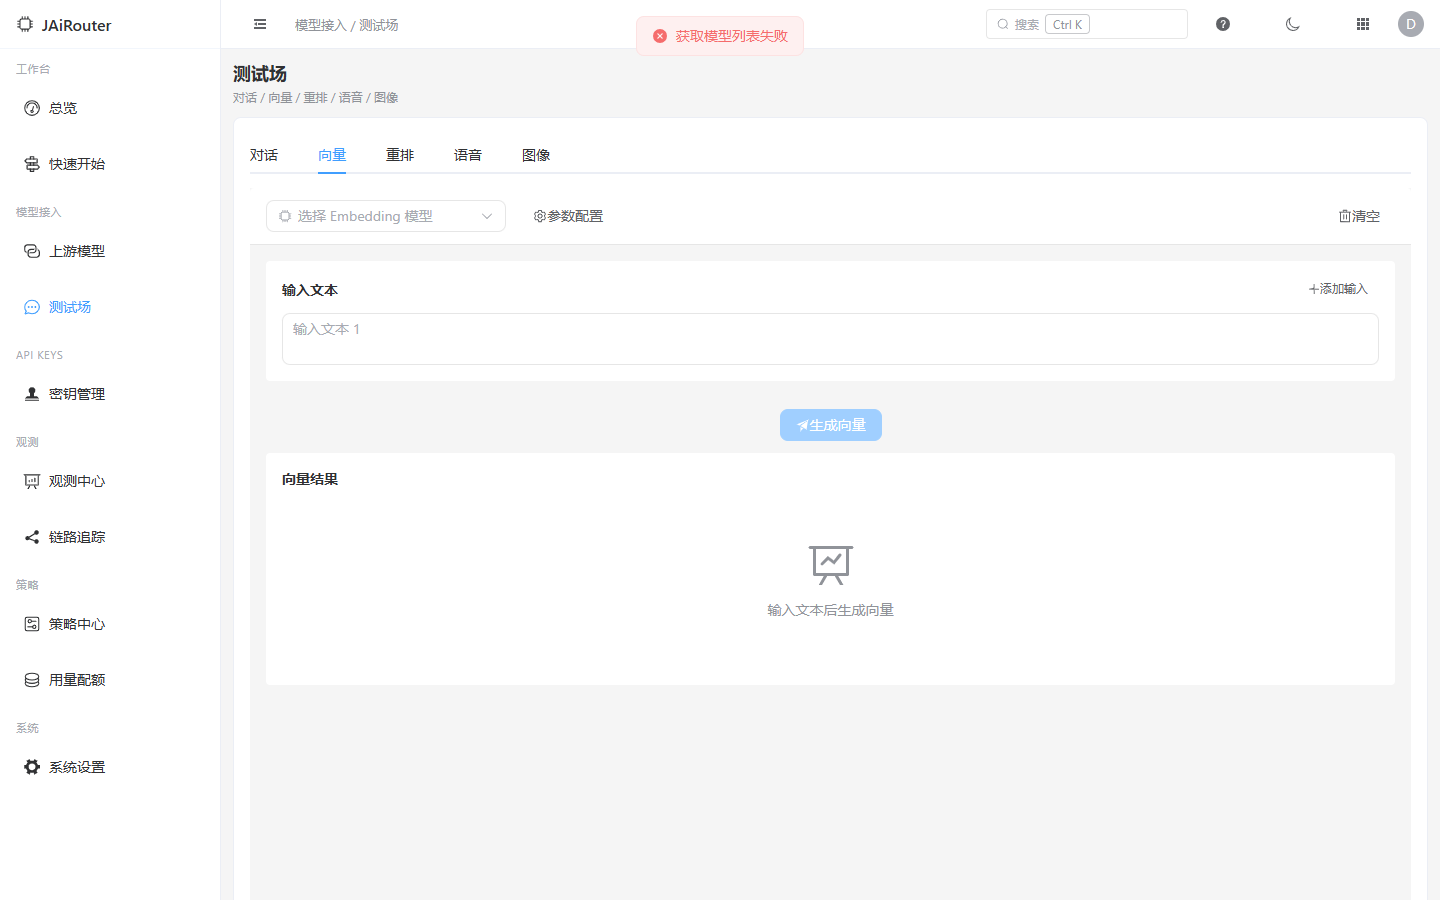 JAiRouter
模型接入 / 测试场
获取模型列表失败
搜索 Ctrl K
D
工作台
总览
快速开始
模型接入
上游模型
测试场
API KEYS
密钥管理
观测
观测中心
链路追踪
策略
策略中心
用量配额
系统
系统设置
测试场
对话 / 向量 / 重排 / 语音 / 图像
对话 向量 重排 语音 图像
选择 Embedding 模型 参数配置 清空
输入文本 添加输入
输入文本 1
生成向量
向量结果
输入文本后生成向量